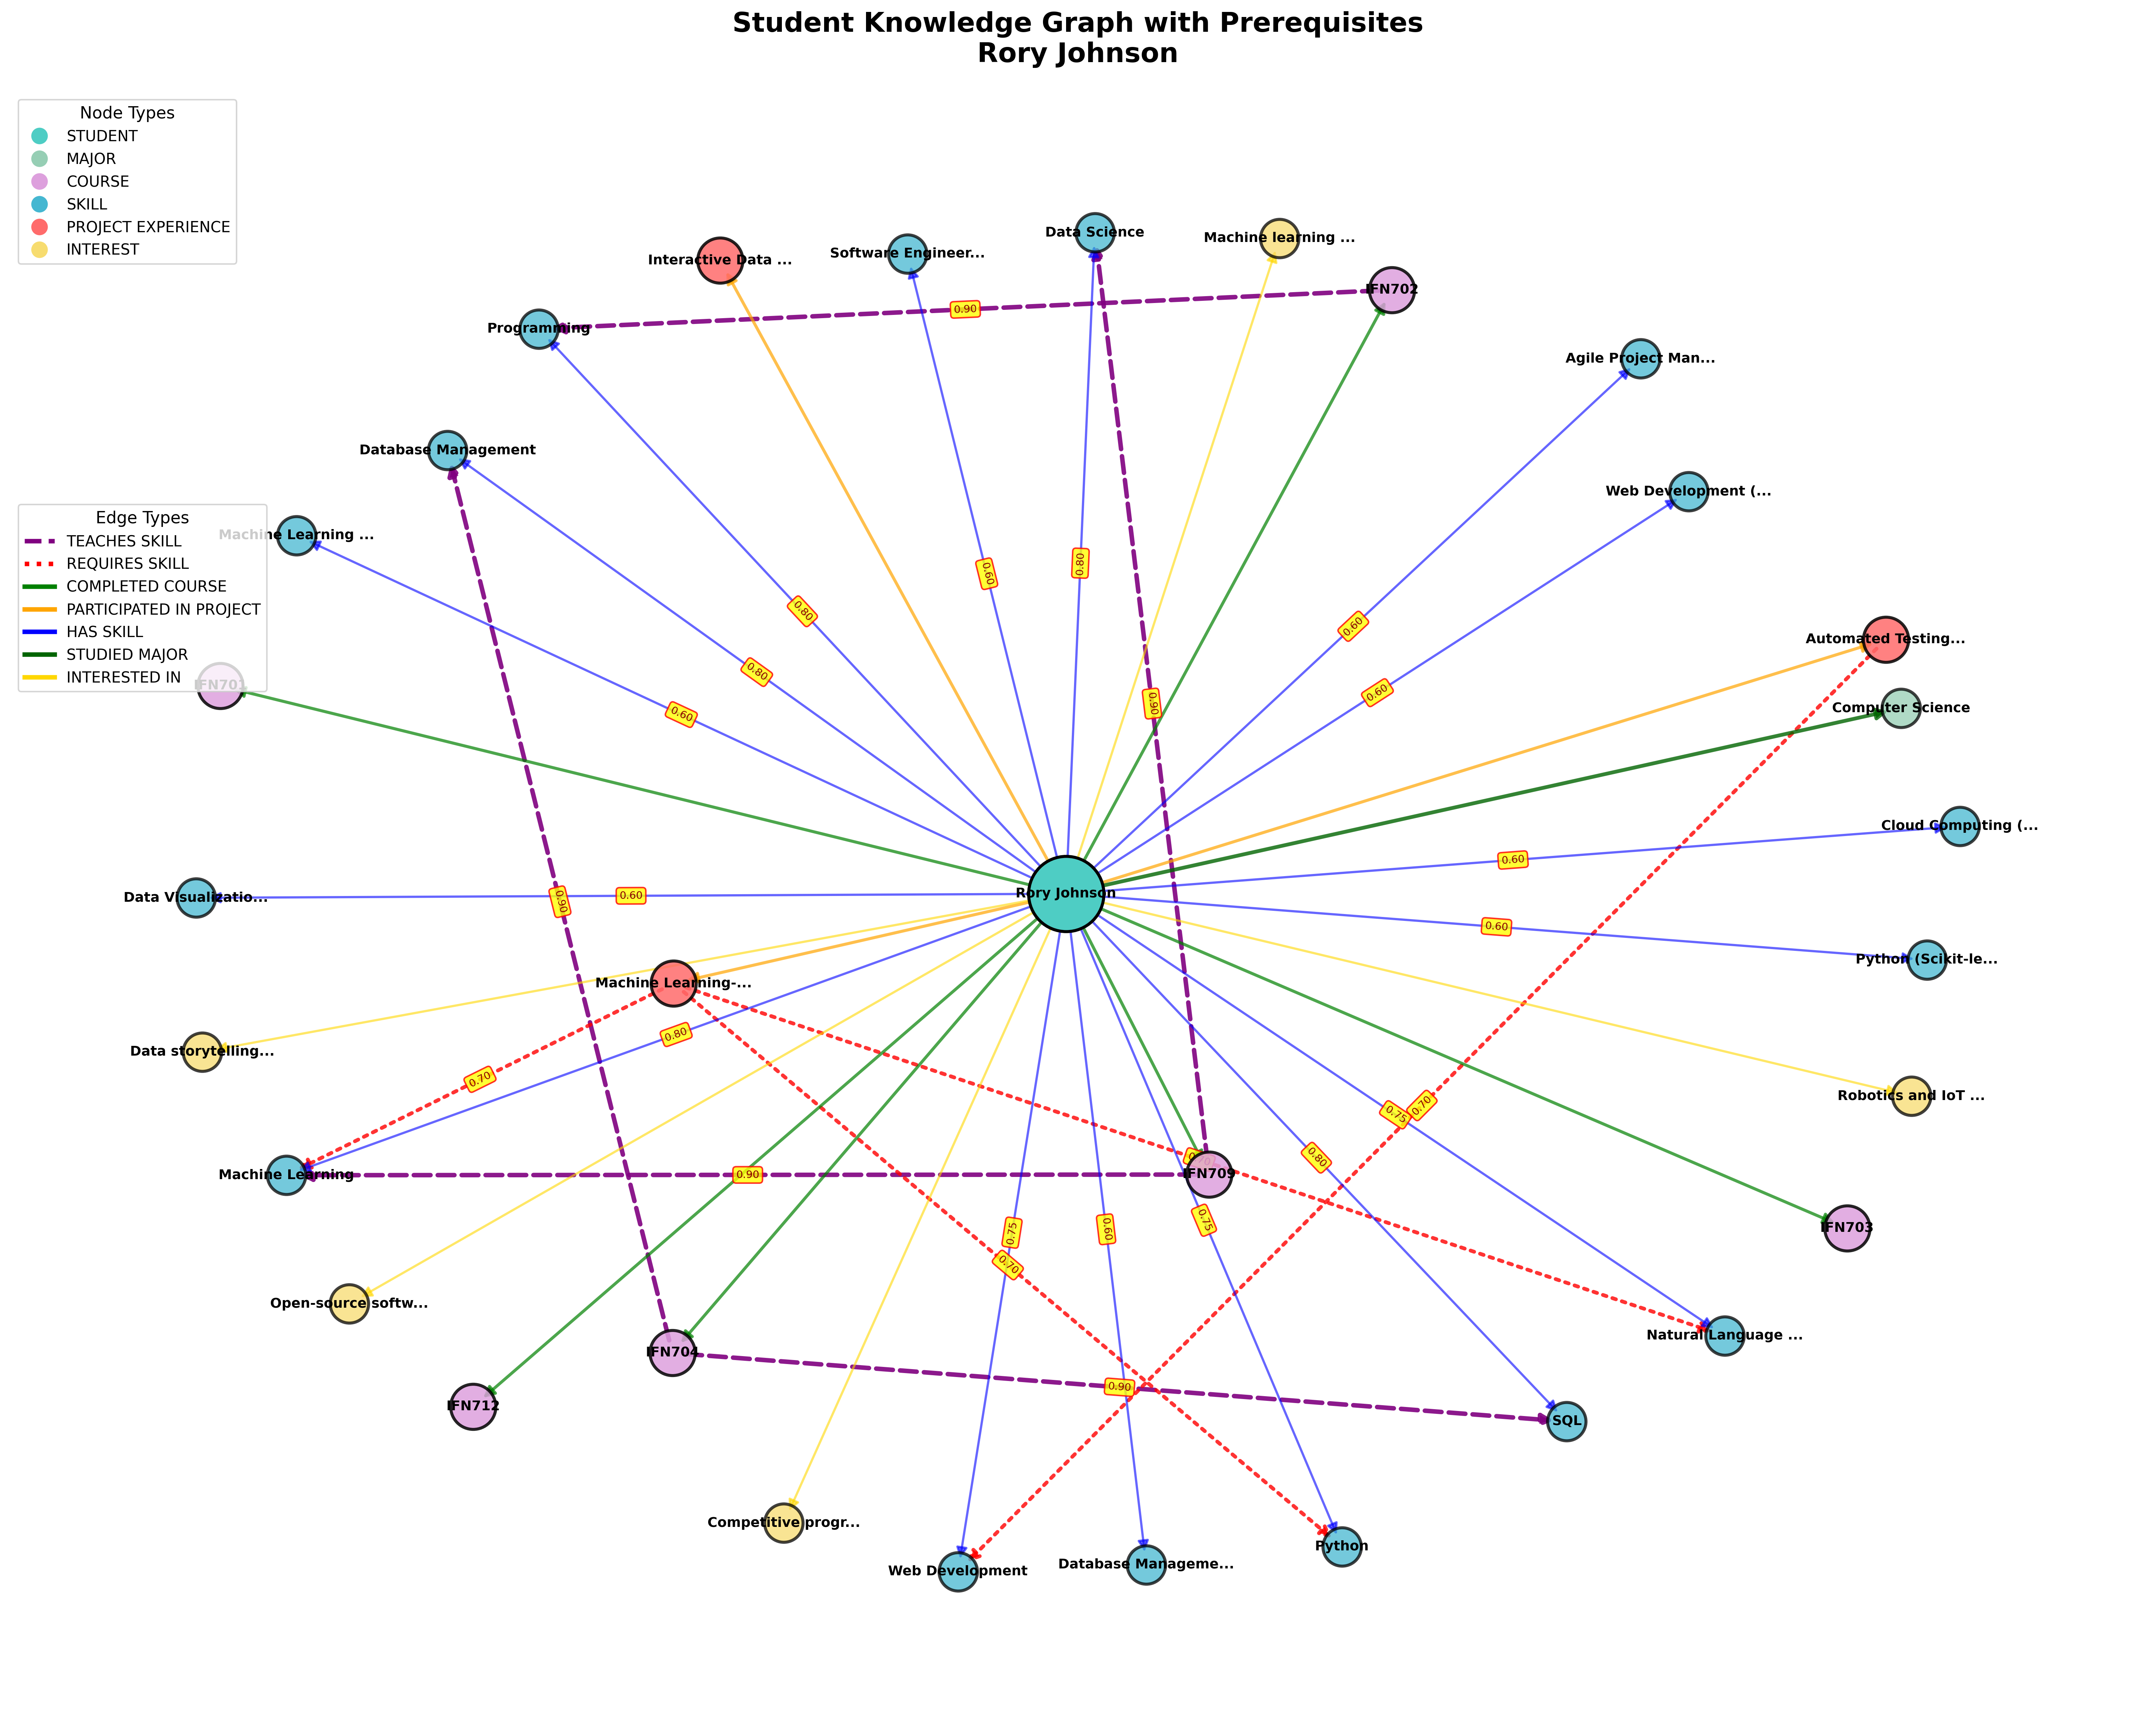 Student Knowledge Graph with Prerequisites
Rory Johnson
Node Types
STUDENT
MAJOR
COURSE
SKILL
PROJECT EXPERIENCE
INTEREST
Data Science
Machine learning ...
Software Engineer...
Interactive Data ...
IFN702
0.90
Programming
Agile Project Man...
Database Management
Web Development (...
Edge Types
TEACHES SKILL
REQUIRES SKILL
COMPLETED COURSE
PARTICIPATED IN PROJECT
HAS SKILL
STUDIED MAJOR
INTERESTED IN
Machine Learning ...
0.80
0.60
0.80
0.60
Automated Testing...
0.80
IFN701
0.60
0.90
0.60
Computer Science
Cloud Computing (...
0.60
Rory Johnson
Data Visualizatio...
0.60
0.90
0.60
Python (Scikit-le...
Machine Learning-...
0.80
Data storytelling...
0.70
Robotics and IoT ...
0.70
0.75
0.80
Machine Learning
0.90
IFN709
0.75
0.60
0.75
IFN703
0.70
Open-source softw...
Natural Language ...
IFN704
0.90
IFN712
SQL
Competitive progr...
Python
Web Development
Database Manageme...